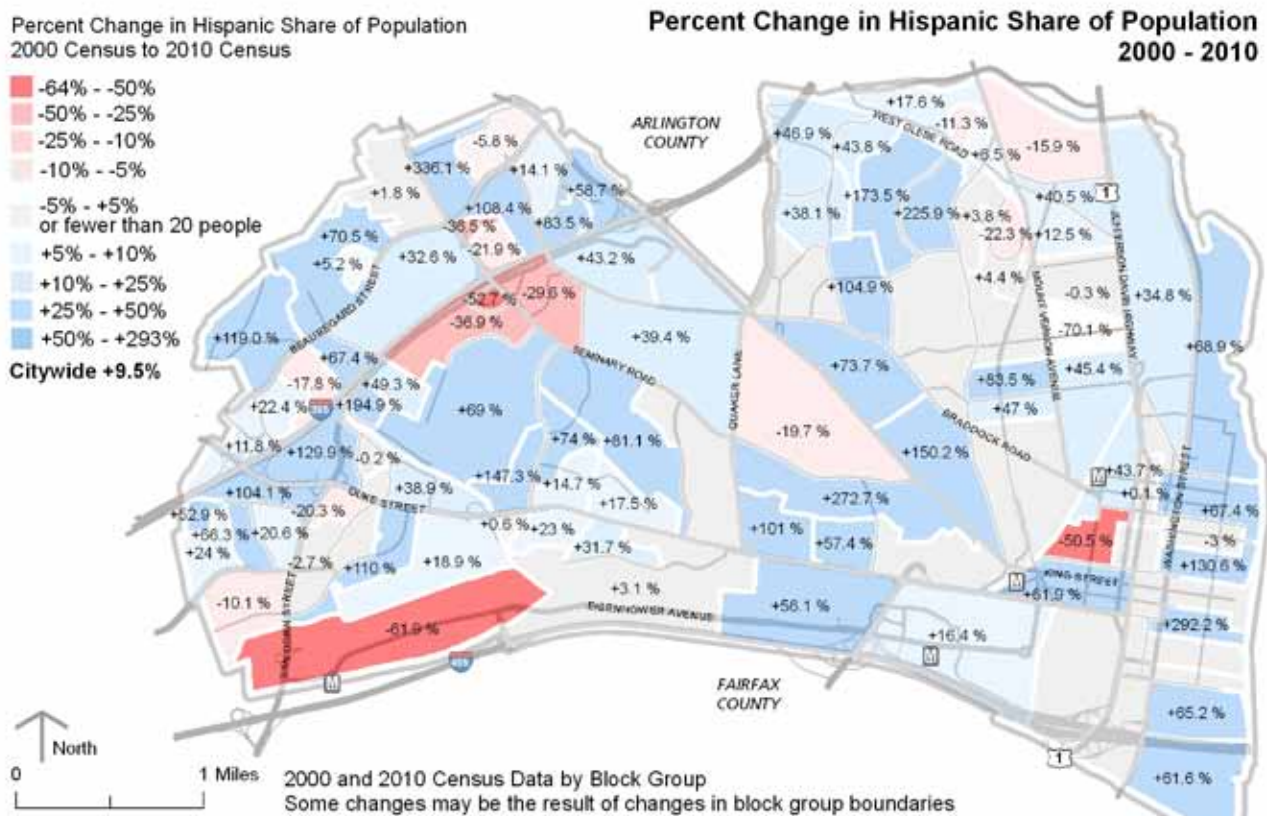 Percent Change in Hispanic Share of Population
2000 - 2010
Percent Change in Hispanic Share of Population
2000 Census to 2010 Census
-64% - -50%
-50% - -25%
-25% - -10%
-10% - -5%
-5% - +5%
or fewer than 20 people
+5% - +10%
+10% - +25%
+25% - +50%
+50% - +293%
Citywide +9.5%
ARLINGTON
COUNTY
WEST GLEBE ROAD
+17.6 %
-11.3 %
+6.5 %
-15.9 %
+46.9 %
+43.8 %
-5.8 %
+336.1 %
+14.1 %
+58.7 %
+1.8 %
+108.4 %
+83.5 %
-36.5 %
-21.9 %
+38.1 %
+173.5 %
+225.9 %
+3.8 %
-22.3 %
+40.5 %
1
+12.5 %
+70.5 %
+5.2 %
+32.6 %
+43.2 %
BEAUREGARD STREET
-52.7 %
-29.6 %
-36.9 %
+104.9 %
+4.4 %
-0.3 %
+34.8 %
JEFFERSON DAVIS HIGHWAY
MOUNT VERNON AVENUE
-70.1 %
+68.9 %
+119.0 %
+67.4 %
+39.4 %
SEMINARY ROAD
QUAKER LANE
+73.7 %
+83.5 %
+45.4 %
+47 %
-17.8 %
+49.3 %
+22.4 %
+194.9 %
+69 %
-19.7 %
BRADDOCK ROAD
+11.8 %
+129.9 %
-0.2 %
+74 %
+81.1 %
+150.2 %
+147.3 %
+14.7 %
+17.5 %
+104.1 %
DUKE STREET
+38.9 %
+272.7 %
WASHINGTON STREET
M
+43.7 %
+0.1 %
+67.4 %
+52.9 %
+66.3 %
+24 %
+20.6 %
-20.3 %
+0.6 %
+23 %
+31.7 %
+101 %
+57.4 %
-50.5 %
-3 %
+130.6 %
-2.7 %
+110 %
+18.9 %
+3.1 %
EISENHOWER AVENUE
+56.1 %
M
KING STREET
+61.9 %
-10.1 %
VAN DORN STREET
-61.9 %
+16.4 %
M
+292.2 %
M
495
FAIRFAX
COUNTY
+65.2 %
1
+61.6 %
North
0
1 Miles
2000 and 2010 Census Data by Block Group
Some changes may be the result of changes in block group boundaries